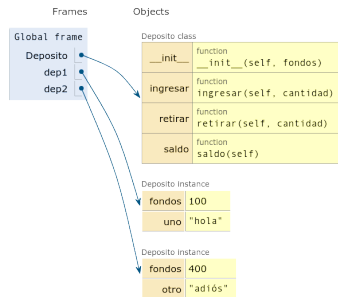 Frames Objects
Global frame
Deposito
dep1
dep2
Deposito class
__init__ function
__init__(self, fondos)
ingresar function
ingresar(self, cantidad)
retirar function
retirar(self, cantidad)
saldo function
saldo(self)
Deposito instance
fondos 100
uno "hola"
Deposito instance
fondos 400
otro "adiós"